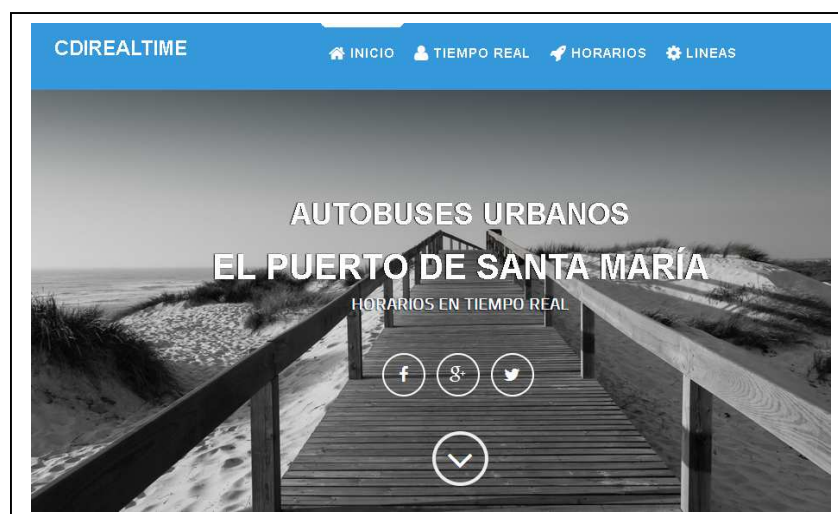 CDIREALTIME
INICIO TIEMPO REAL HORARIOS LINEAS
AUTOBUSES URBANOS
EL PUERTO DE SANTA MARÍA
HORARIOS EN TIEMPO REAL
f g+